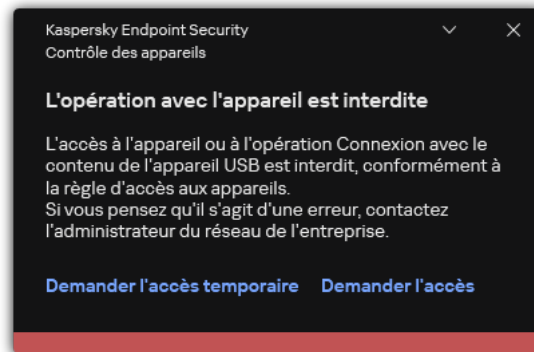 Kaspersky Endpoint Security
Contrôle des appareils
L'opération avec l'appareil est interdite
L'accès à l'appareil ou à l'opération Connexion avec le
contenu de l'appareil USB est interdit, conformément à
la règle d'accès aux appareils.
Si vous pensez qu'il s'agit d'une erreur, contactez
l'administrateur du réseau de l'entreprise.
Demander l'accès temporaire Demander l'accès